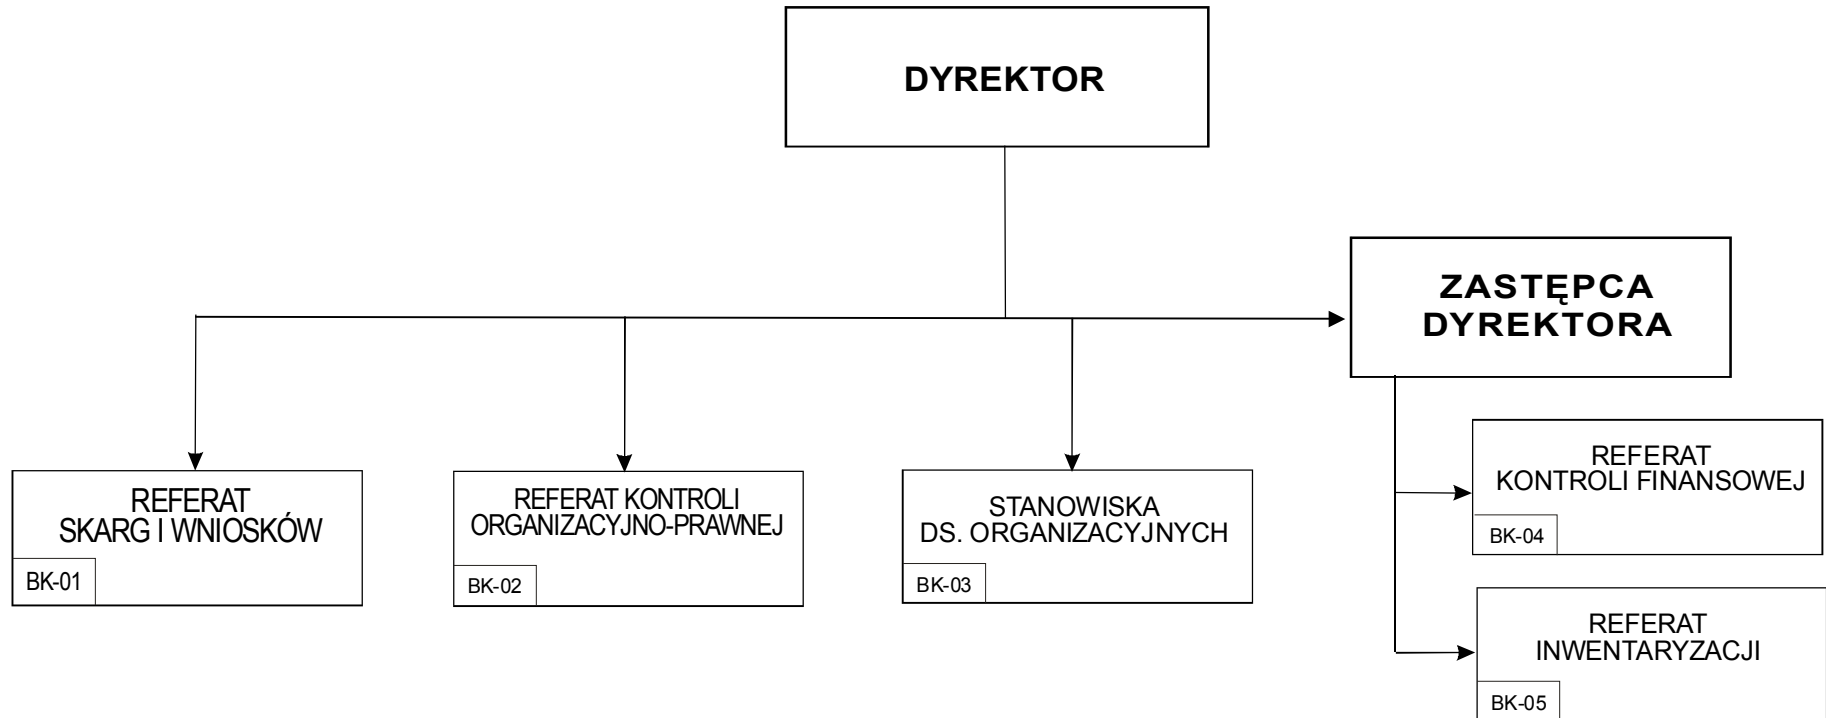 DYREKTOR
ZASTĘPCA
DYREKTORA
REFERAT
SKARG I WNIOSKÓW
BK-01
REFERAT KONTROLI
ORGANIZACYJNO-PRAWNEJ
BK-02
STANOWISKA
DS. ORGANIZACYJNYCH
BK-03
REFERAT
KONTROLI FINANSOWEJ
BK-04
REFERAT
INWENTARYZACJI
BK-05